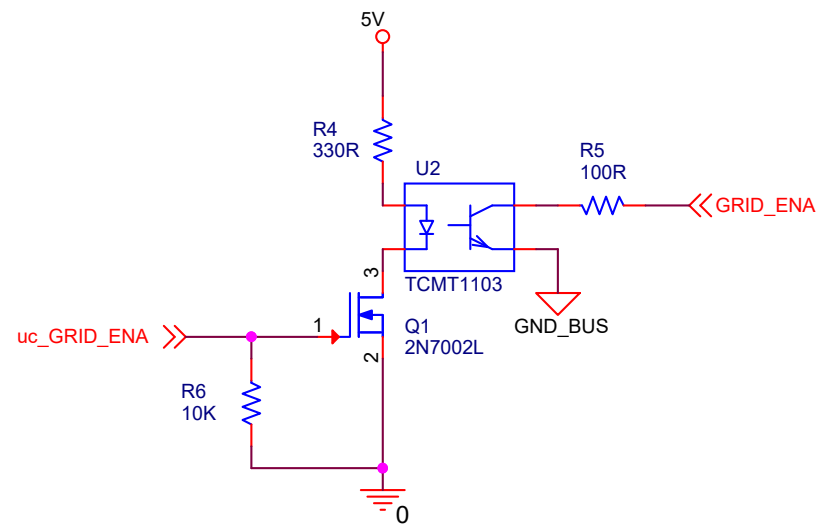 5V
R4
330R
U2
R5
100R
GRID_ENA
TCMT1103
GND_BUS
3
uc_GRID_ENA
1
Q1
2N7002L
2
R6
10K
0